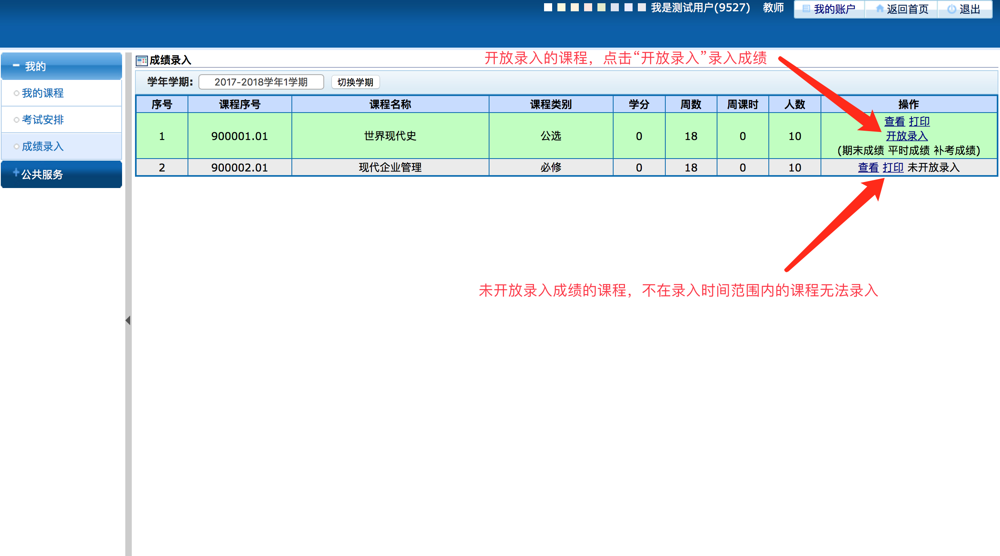 我是测试用户(9527) 教师 我的账户 返回首页 退出
我的
我的课程
考试安排
成绩录入
公共服务
成绩录入
开放录入的课程，点击“开放录入”录入成绩
学年学期: 2017-2018学年1学期 切换学期
序号 课程序号 课程名称 课程类别 学分 周数 周课时 人数 操作
1 900001.01 世界现代史 公选 0 18 0 10 查看 打印
开放录入
(期末成绩 平时成绩 补考成绩)
2 900002.01 现代企业管理 必修 0 18 0 10 查看 打印 未开放录入
未开放录入成绩的课程，不在录入时间范围内的课程无法录入